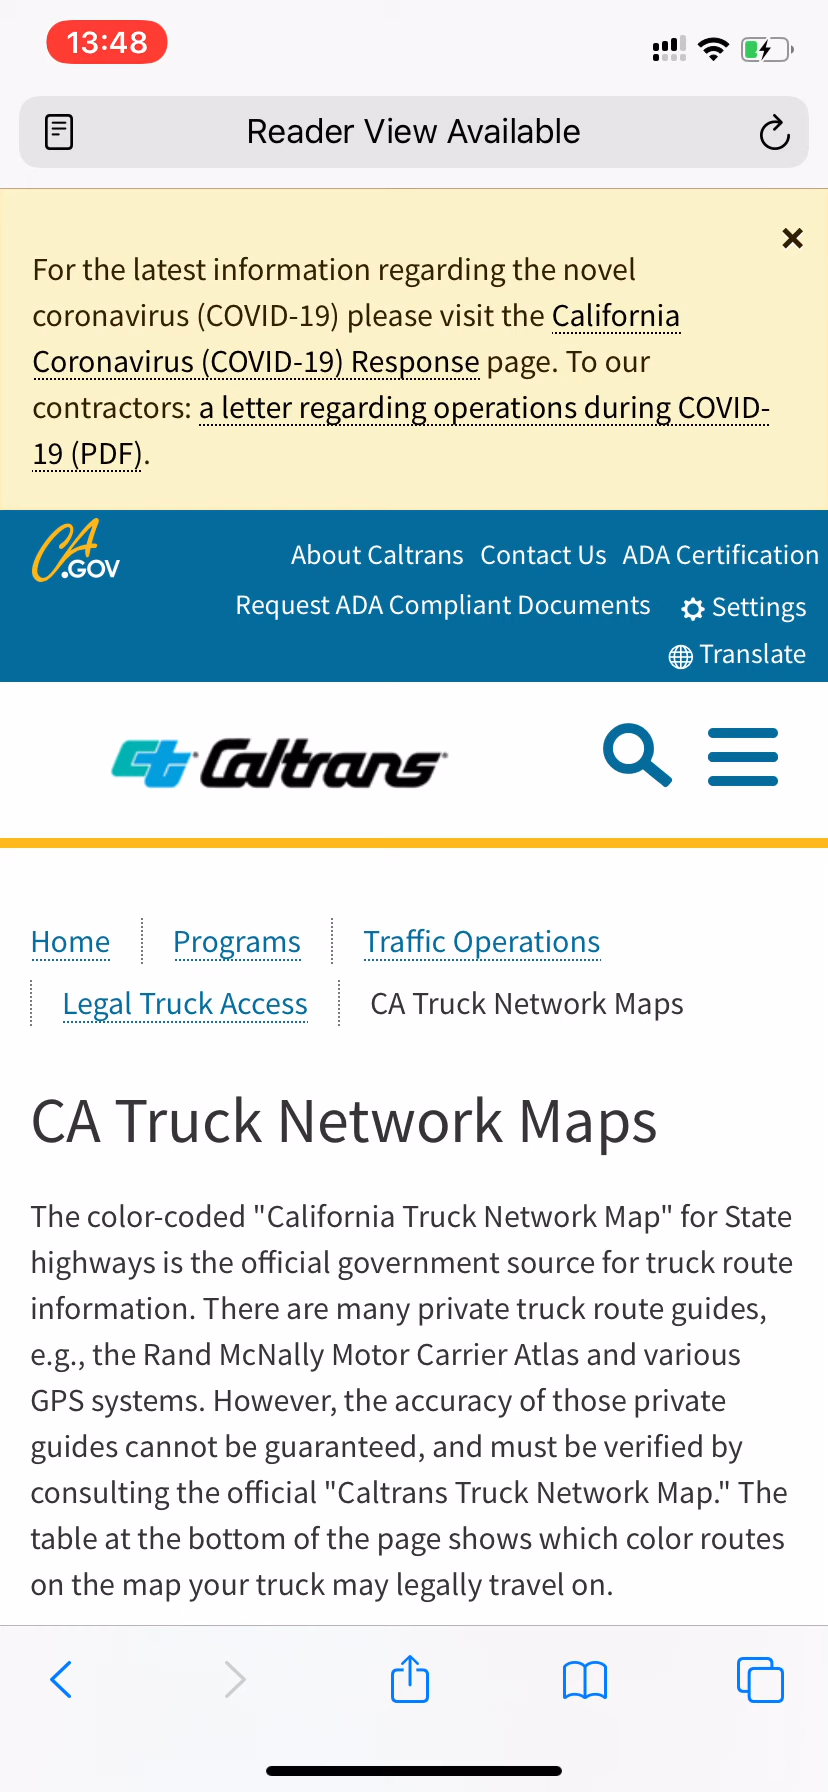 13:48
Reader View Available
For the latest information regarding the novel
coronavirus (COVID-19) please visit the California
Coronavirus (COVID-19) Response page. To our
contractors: a letter regarding operations during COVID-
19 (PDF).
CA.GOV
About Caltrans Contact Us ADA Certification
Request ADA Compliant Documents Settings
Translate
Ct Caltrans
Home Programs Traffic Operations
Legal Truck Access CA Truck Network Maps
CA Truck Network Maps
The color-coded "California Truck Network Map" for State
highways is the official government source for truck route
information. There are many private truck route guides,
e.g., the Rand McNally Motor Carrier Atlas and various
GPS systems. However, the accuracy of those private
guides cannot be guaranteed, and must be verified by
consulting the official "Caltrans Truck Network Map." The
table at the bottom of the page shows which color routes
on the map your truck may legally travel on.